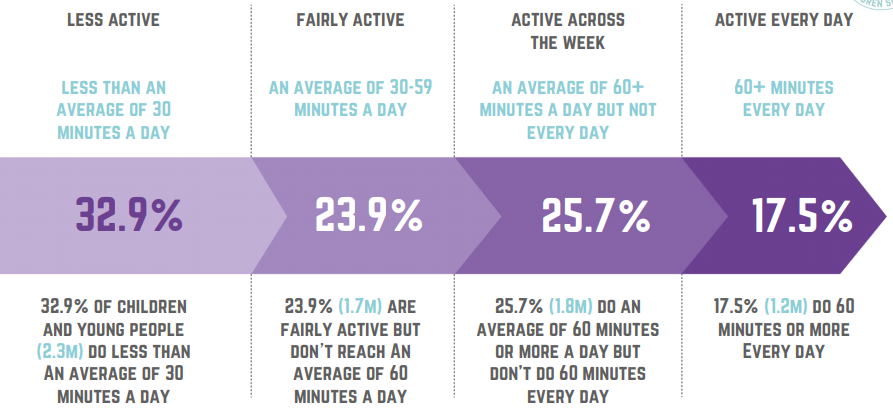 LESS ACTIVE
LESS THAN AN
AVERAGE OF 30
MINUTES A DAY
32.9%
32.9% OF CHILDREN
AND YOUNG PEOPLE
(2.3M) DO LESS THAN
AN AVERAGE OF 30
MINUTES A DAY
FAIRLY ACTIVE
AN AVERAGE OF 30-59
MINUTES A DAY
23.9%
23.9% (1.7M) ARE
FAIRLY ACTIVE BUT
DON'T REACH AN
AVERAGE OF 60
MINUTES A DAY
ACTIVE ACROSS
THE WEEK
AN AVERAGE OF 60+
MINUTES A DAY BUT NOT
EVERY DAY
25.7%
25.7% (1.8M) DO AN
AVERAGE OF 60 MINUTES
OR MORE A DAY BUT
DON'T DO 60 MINUTES
EVERY DAY
ACTIVE EVERY DAY
60+ MINUTES
EVERY DAY
17.5%
17.5% (1.2M) DO 60
MINUTES OR MORE
EVERY DAY